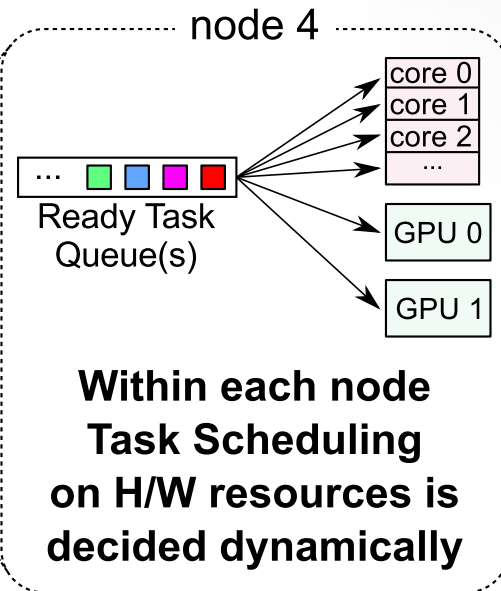 node 4
core 0
core 1
core 2
...
...
Ready Task
Queue(s)
GPU 0
GPU 1
Within each node
Task Scheduling
on H/W resources is
decided dynamically